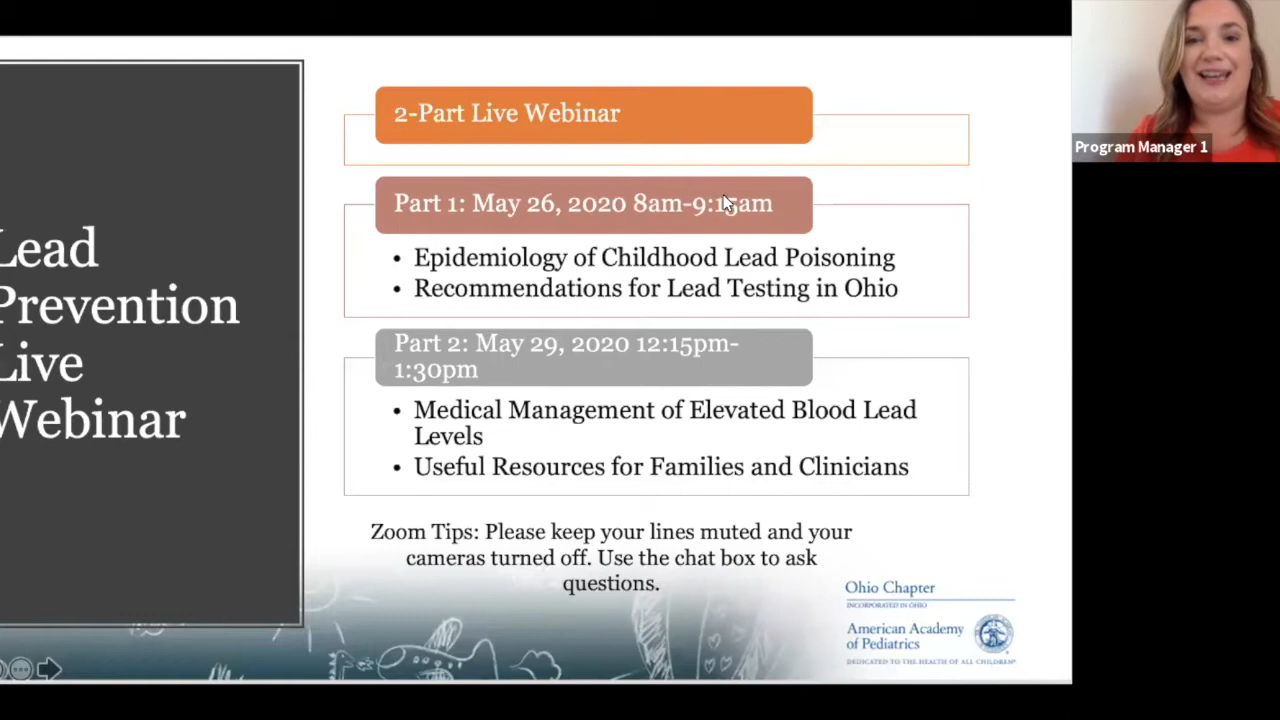 Lead
Prevention
Live
Webinar
2-Part Live Webinar
Part 1: May 26, 2020 8am-9:15am
• Epidemiology of Childhood Lead Poisoning
• Recommendations for Lead Testing in Ohio
Part 2: May 29, 2020 12:15pm-
1:30pm
• Medical Management of Elevated Blood Lead
Levels
• Useful Resources for Families and Clinicians
Zoom Tips: Please keep your lines muted and your
cameras turned off. Use the chat box to ask
questions.
Ohio Chapter
INCORPORATED IN OHIO
American Academy
of Pediatrics
DEDICATED TO THE HEALTH OF ALL CHILDREN®
Program Manager 1